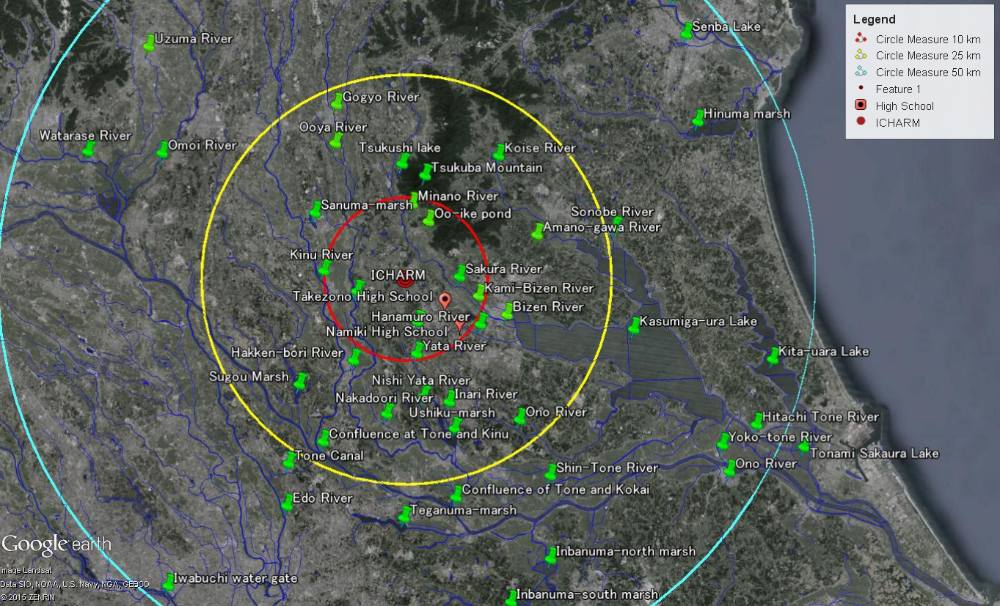 Senba Lake
Legend
Uzuma River
Circle Measure 10 km
Circle Measure 25 km
Circle Measure 50 km
Feature 1
High School
ICHARM
Gogyo River
Hinuma marsh
Ooya River
Watarase River
Omoi River
Tsukushi lake
Koise River
Tsukuba Mountain
Minano River
Sanuma-marsh
Oo-ike pond
Sonobe River
Amano-gawa River
Kinu River
ICHARM
Sakura River
Kami-Bizen River
Takezono High School
Bizen River
Hanamuro River
Kasumiga-ura Lake
Namiki High School
Yata River
Hakken-bori River
Kita-uara Lake
Sugou Marsh
Nishi Yata River
Inari River
Nakadoori River
Ushiku-marsh
Ono River
Hitachi Tone River
Confluence at Tone and Kinu
Yoko-tone River
Tone Canal
Tonami Sakaura Lake
Ono River
Shin-Tone River
Confluence of Tone and Kokai
Edo River
Teganuma-marsh
Google earth
Inbanuma-north marsh
Image Landsat
Iwabuchi water gate
Data SIO, NOAA, U.S. Navy, NGA, GEBCO
Inbanuma-south marsh
© 2015 ZENRIN